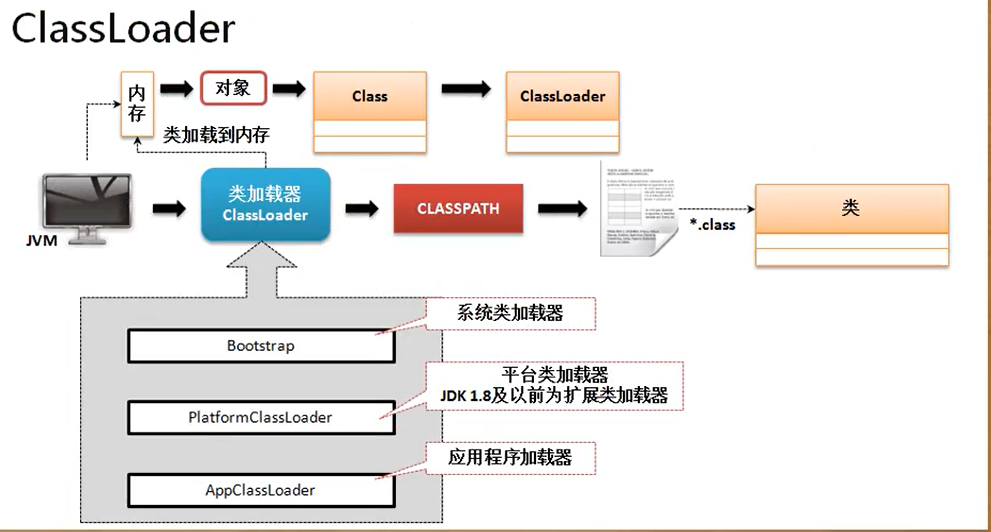 ClassLoader
内
存
对象
Class
ClassLoader
类加载到内存
JVM
类加载器
ClassLoader
CLASSPATH
*.class
类
系统类加载器
Bootstrap
平台类加载器
JDK 1.8及以前为扩展类加载器
PlatformClassLoader
应用程序加载器
AppClassLoader